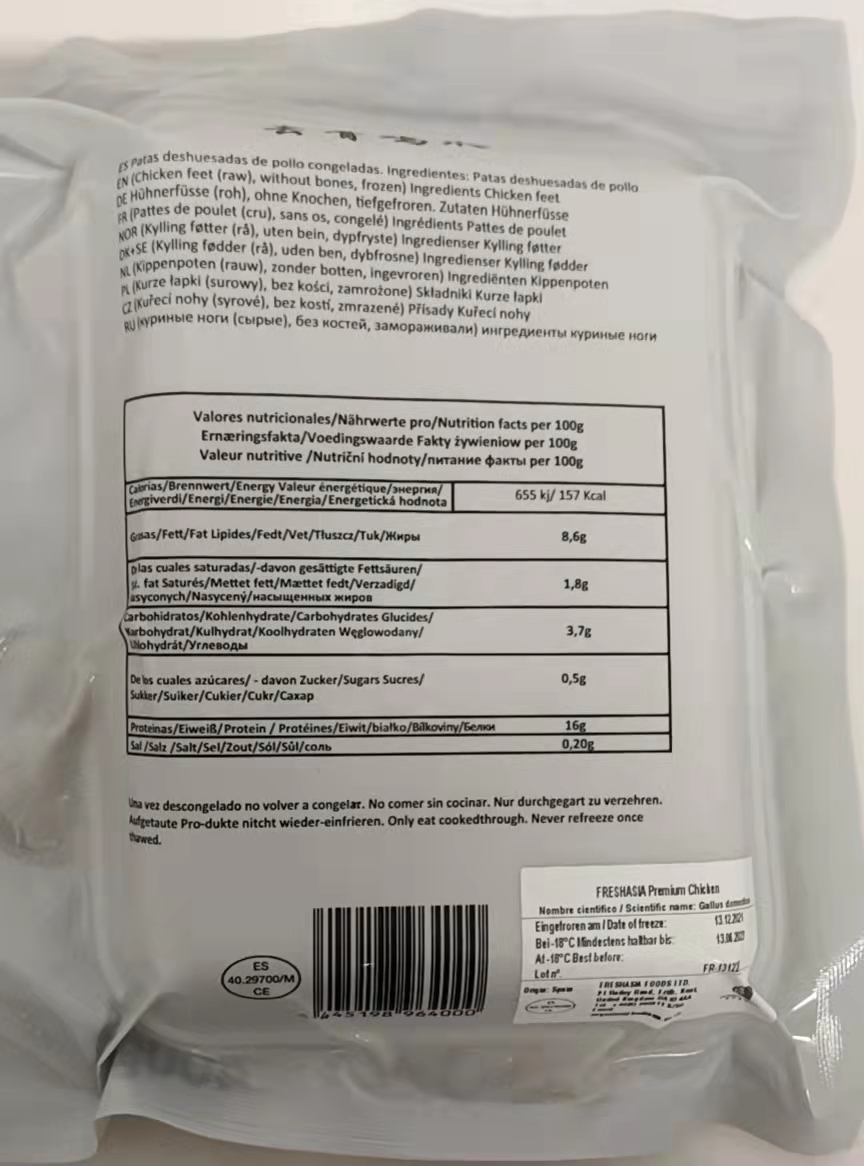 ES Patas deshuesadas de pollo congeladas. Ingredientes: Patas deshuesadas de pollo
EN (Chicken feet (raw), without bones, frozen) Ingredients Chicken feet
DE Hühnerfüsse (roh), ohne Knochen, tiefgefroren. Zutaten Hühnerfüsse
FR (Pattes de poulet (cru), sans os, congelé) Ingrédients Pattes de poulet
NOR (Kylling føtter (rå), uten bein, dypfryste) Ingredienser Kylling føtter
DK+SE (Kylling fødder (rå), uden ben, dybfrosne) Ingredienser Kylling fødder
NL (Kippenpoten (rauw), zonder botten, ingevroren) Ingrediënten Kippenpoten
PL (Kurze łapki (surowy), bez kości, zamrożone) Składniki Kurze łapki
CZ (Kuřecí nohy (syrové), bez kostí, zmrazené) Přísady Kuřecí nohy
RU (куриные ноги (сырые), без костей, замораживали) ингредиенты куриные ноги
Valores nutricionales/Nährwerte pro/Nutrition facts per 100g
Ernæringsfakta/Voedingswaarde Fakty żywieniow per 100g
Valeur nutritive /Nutriční hodnoty/питание факты per 100g
Calorias/Brennwert/Energy Valeur énergétique/энергия/
Energiverdi/Energi/Energie/Energia/Energetická hodnota
655 kj/ 157 Kcal
Grasas/Fett/Fat Lipides/Fedt/Vet/Tłuszcz/Tuk/Жиры
8,6g
las cuales saturadas/-davon gesättigte Fettsäuren/
fat Saturés/Mettet fett/Mættet fedt/Verzadigd/
asyconych/Nasycený/насыщенных жиров
1,8g
Carbohidratos/Kohlenhydrate/Carbohydrates Glucides/
Karbohydrat/Kulhydrat/Koolhydraten Węglowodany/
Uhlohydrát/Углеводы
3,7g
De los cuales azúcares/ - davon Zucker/Sugars Sucres/
Sukker/Suiker/Cukier/Cukr/Сахар
0,5g
Proteinas/Eiweiß/Protein / Protéines/Eiwit/białko/Bílkoviny/Белки
16g
Sal /Salz /Salt/Sel/Zout/Sól/Sůl/соль
0,20g
Una vez descongelado no volver a congelar. No comer sin cocinar. Nur durchgegart zu verzehren.
Aufgetaute Pro-dukte nitcht wieder-einfrieren. Only eat cookedthrough. Never refreeze once
thawed.
ES
40.29700/M
CE
FRESHASIA Premium Chicken
Nombre cientifico / Scientific name: Gallus
Eingefroren am / Date of freeze: 13.12.2021
Bei-18°C Mindestens haltbar bis:
At -18°C Best before:
Lot nº.
Origin: Spain
FRESHASIA FOODS LTD.